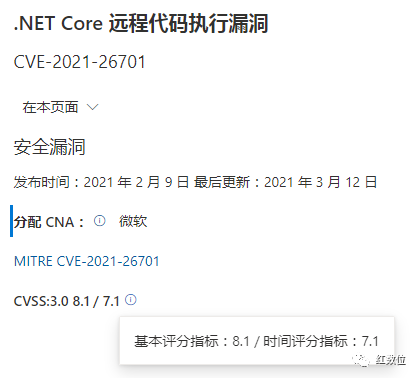 .NET Core 远程代码执行漏洞
CVE-2021-26701
在本页面
安全漏洞
发布时间：2021 年 2 月 9 日 最后更新：2021 年 3 月 12 日
分配 CNA： 微软
MITRE CVE-2021-26701
CVSS:3.0 8.1 / 7.1
基本评分指标：8.1 / 时间评分指标：7.1
红数位